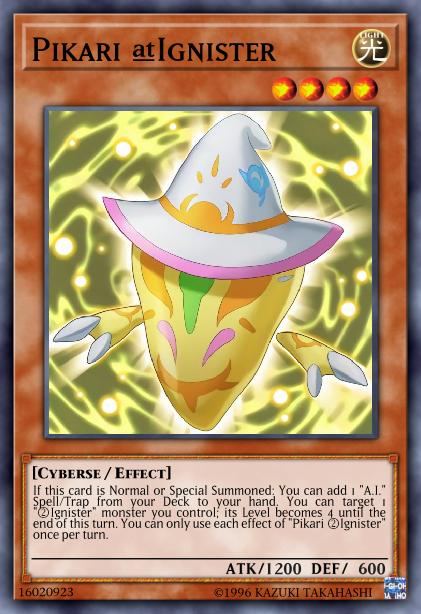 Pikari @Ignister
LIGHT
光
[Cyberse / Effect]
If this card is Normal or Special Summoned: You can add 1 "A.I."
Spell/Trap from your Deck to your hand. You can target 1
"@Ignister" monster you control; its Level becomes 4 until the
end of this turn. You can only use each effect of "Pikari @Ignister"
once per turn.
ATK/1200 DEF/ 600
16020923
©1996 KAZUKI TAKAHASHI